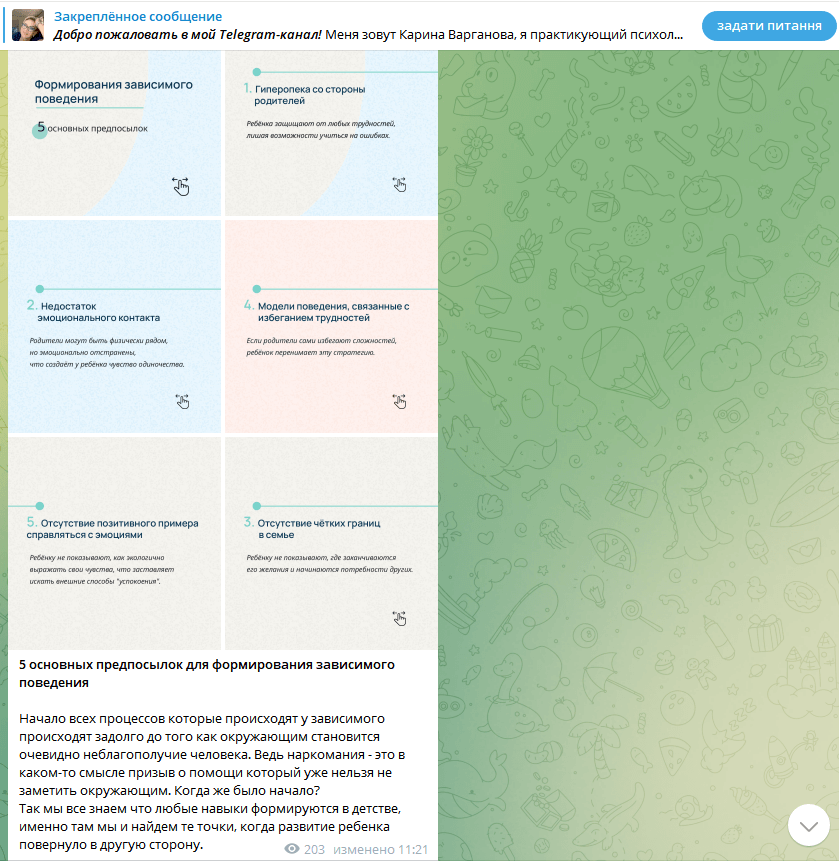 Закреплённое сообщение
Добро пожаловать в мой Telegram-канал! Меня зовут Карина Варганова, я практикующий психол...
задати питання
Формирования зависимого
поведения
5 основных предпосылок
1. Гиперопека со стороны
родителей
Ребёнка защищают от любых трудностей,
лишая возможности учиться на ошибках.
2. Недостаток
эмоционального контакта
Родители могут быть физически рядом,
но эмоционально отстранены,
что создаёт у ребёнка чувство одиночества.
4. Модели поведения, связанные с
избеганием трудностей
Если родители сами избегают сложностей,
ребёнок перенимает эту стратегию.
5. Отсутствие позитивного примера
справляться с эмоциями
Ребёнку не показывают, как экологично
выражать свои чувства, что заставляет
искать внешние способы "успокоения".
3. Отсутствие чётких границ
в семье
Ребёнку не показывают, где заканчиваются
его желания и начинаются потребности других.
5 основных предпосылок для формирования зависимого
поведения
Начало всех процессов которые происходят у зависимого
происходят задолго до того как окружающим становится
очевидно неблагополучие человека. Ведь наркомания - это в
каком-то смысле призыв о помощи который уже нельзя не
заметить окружающим. Когда же было начало?
Так мы все знаем что любые навыки формируются в детстве,
именно там мы и найдем те точки, когда развитие ребенка
повернуло в другую сторону.
203 изменено 11:21